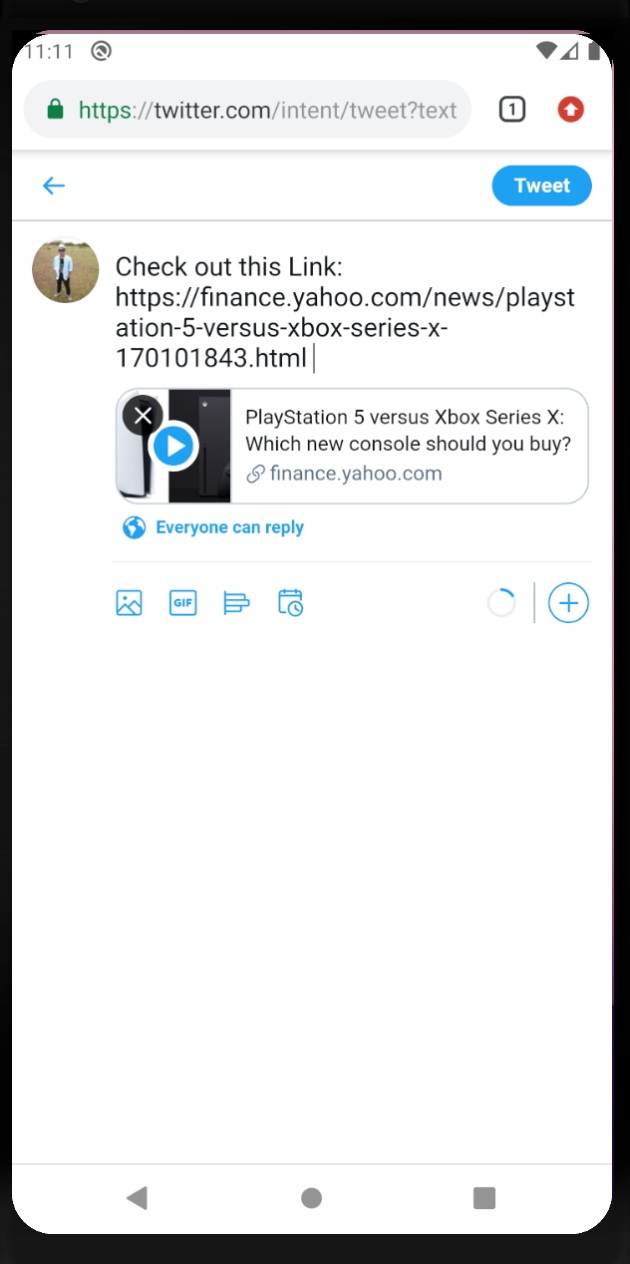 11:11
https://twitter.com/intent/tweet?text
1
Tweet
Check out this Link:
https://finance.yahoo.com/news/playst
ation-5-versus-xbox-series-x-
170101843.html
PlayStation 5 versus Xbox Series X:
Which new console should you buy?
finance.yahoo.com
Everyone can reply
GIF